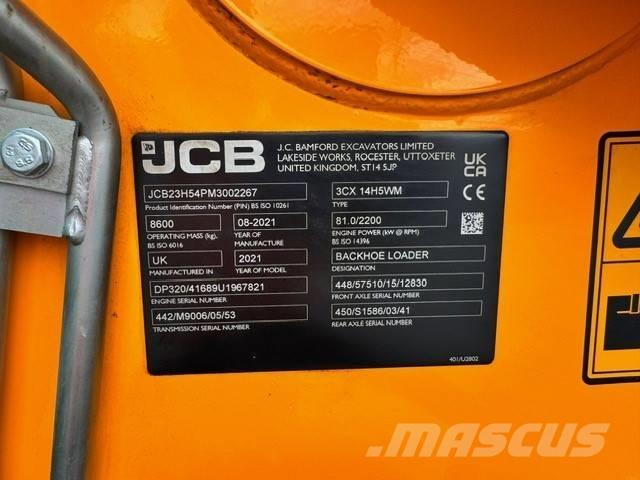 JCB
J.C. BAMFORD EXCAVATORS LIMITED
LAKESIDE WORKS, ROCESTER, UTTOXETER
UNITED KINGDOM, ST14 5JP
UK
CA
CE
JCB23H54PM3002267
Product Identification Number (PIN) BS ISO 10261
3CX 14H5WM
TYPE
8600
OPERATING MASS (kg),
BS ISO 6016
08-2021
YEAR OF
MANUFACTURE
81.0/2200
ENGINE POWER (kW @ RPM)
BS ISO 14396
UK
MANUFACTURED IN
2021
YEAR OF MODEL
BACKHOE LOADER
DESIGNATION
DP320/41689U1967821
ENGINE SERIAL NUMBER
448/57510/15/12830
FRONT AXLE SERIAL NUMBER
442/M9006/05/53
TRANSMISSION SERIAL NUMBER
450/S1586/03/41
REAR AXLE SERIAL NUMBER
401/U2802
8.8
MASCUS